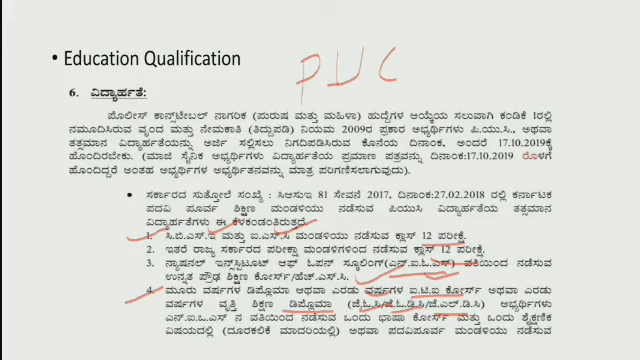 Education Qualification
PUC
6. ವಿದ್ಯಾರ್ಹತೆ:
ಪೊಲೀಸ್ ಕಾನ್ಸ್‌ಟೇಬಲ್ ನಾಗರಿಕ (ಪುರುಷ ಮತ್ತು ಮಹಿಳಾ) ಹುದ್ದೆಗಳ ಆಯ್ಕೆಯ ಸಲುವಾಗಿ ಕಂಡಿಕೆ 1ರಲ್ಲಿ
ನಮೂದಿಸಿರುವ ವೃಂದ ಮತ್ತು ನೇಮಕಾತಿ (ತಿದ್ದುಪಡಿ) ನಿಯಮ 2009ರ ಪ್ರಕಾರ ಅಭ್ಯರ್ಥಿಗಳು ಪಿ.ಯು.ಸಿ., ಅಥವಾ
ತತ್ಸಮಾನ ವಿದ್ಯಾರ್ಹತೆಯನ್ನು ಅರ್ಜಿ ಸಲ್ಲಿಸಲು ನಿಗದಿಪಡಿಸಿರುವ ಕೊನೆಯ ದಿನಾಂಕ, ಅಂದರೆ 17.10.2019ಕ್ಕೆ
ಹೊಂದಿರಬೇಕು. (ಮಾಜಿ ಸೈನಿಕ ಅಭ್ಯರ್ಥಿಗಳು ವಿದ್ಯಾರ್ಹತೆಯ ಪ್ರಮಾಣ ಪತ್ರವನ್ನು ದಿನಾಂಕ:17.10.2019 ರೊಳಗೆ
ಹೊಂದಿದ್ದರೆ ಅಂತಹ ಅಭ್ಯರ್ಥಿಗಳ ಅಭ್ಯರ್ಥಿತನವನ್ನು ಮಾತ್ರ ಪರಿಗಣಿಸಲಾಗುವುದು)
• ಸರ್ಕಾರದ ಸುತ್ತೋಲೆ ಸಂಖ್ಯೆ : ಸಿಆಸುಇ 81 ಸೇವನೆ 2017, ದಿನಾಂಕ:27.02.2018 ರಲ್ಲಿ ಕರ್ನಾಟಕ
ಪದವಿ ಪೂರ್ವ ಶಿಕ್ಷಣ ಮಂಡಳಿಯು ನಡೆಸುವ ಪಿಯುಸಿ ವಿದ್ಯಾರ್ಹತೆಯ ತತ್ಸಮಾನ
ವಿದ್ಯಾರ್ಹತೆಗಳು ಈ ಕೆಳಕಂಡಂತಿರುತ್ತದೆ.
1. ಸಿ.ಬಿ.ಎಸ್.ಇ ಮತ್ತು ಐ.ಎಸ್.ಸಿ ಮಂಡಳಿಯು ನಡೆಸುವ ಕ್ಲಾಸ್ 12 ಪರೀಕ್ಷೆ.
2. ಇತರೆ ರಾಜ್ಯ ಸರ್ಕಾರದ ಪರೀಕ್ಷಾ ಮಂಡಳಿಗಳಿಂದ ನಡೆಸುವ ಕ್ಲಾಸ್ 12 ಪರೀಕ್ಷೆ.
3. ನ್ಯಾಷನಲ್ ಇನ್ಸ್‌ಟಿಟ್ಯೂಟ್ ಆಫ್ ಓಪನ್ ಸ್ಕೂಲಿಂಗ್ (ಎನ್.ಐ.ಓ.ಎಸ್) ವತಿಯಿಂದ ನಡೆಸುವ
ಉನ್ನತ ಪ್ರೌಢ ಶಿಕ್ಷಣ ಕೋರ್ಸ್/ಹೆಚ್.ಎಸ್.ಸಿ.
4. ಮೂರು ವರ್ಷಗಳ ಡಿಪ್ಲೊಮಾ ಅಥವಾ ಎರಡು ವರ್ಷಗಳ ಐ.ಟಿ.ಐ ಕೋರ್ಸ್ ಅಥವಾ ಎರಡು
ವರ್ಷಗಳ ವೃತ್ತಿ ಶಿಕ್ಷಣ ಡಿಪ್ಲೊಮಾ (ಜೆ.ಓ.ಸಿ/ಜೆ.ಓ.ಡಿ.ಸಿ/ಜೆ.ಎಲ್.ಡಿ.ಸಿ) ಅಭ್ಯರ್ಥಿಗಳು
ಎನ್.ಐ.ಓ.ಎಸ್ ನ ವತಿಯಿಂದ ನಡೆಸುವ ಒಂದು ಭಾಷಾ ಕೋರ್ಸ್ ಮತ್ತು ಒಂದು ಶೈಕ್ಷಣಿಕ
ವಿಷಯದಲ್ಲಿ (ದೂರಕಲಿಕೆ ಮಾದರಿಯಲ್ಲಿ) ಅಥವಾ ಪದವಿಪೂರ್ವ ಮಂಡಳಿಯು ನಡೆಸುವ